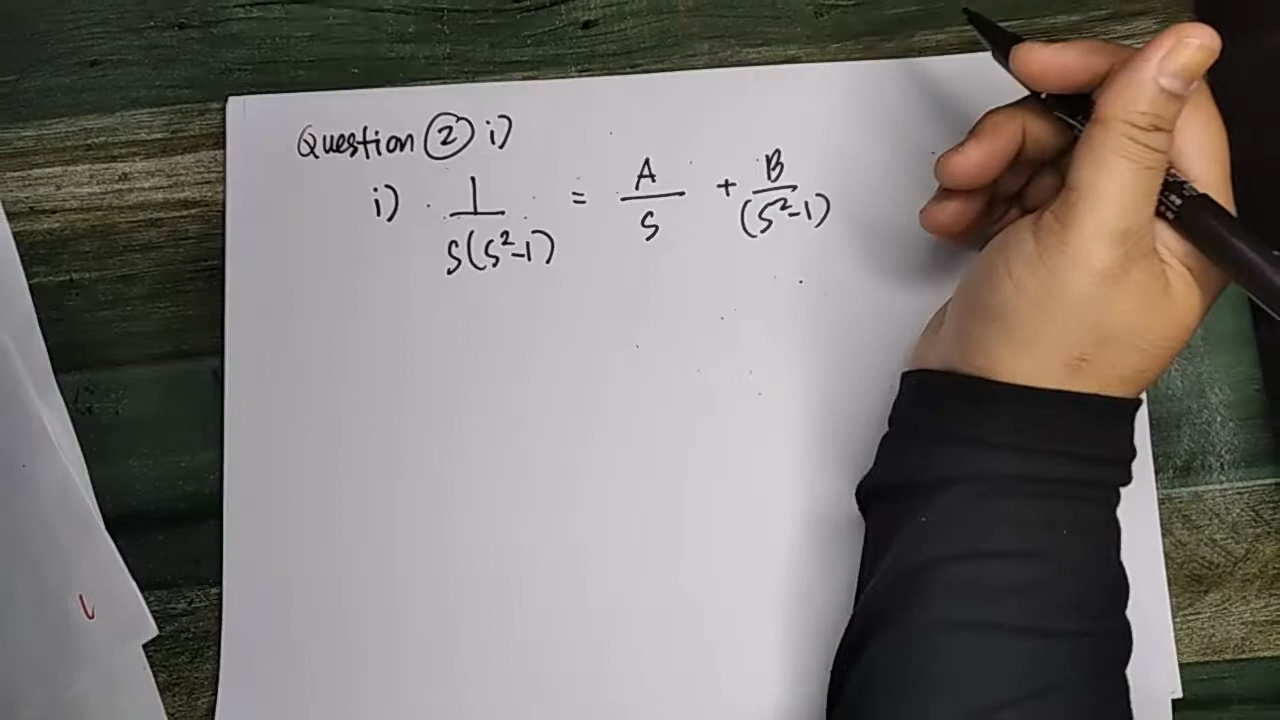 Question ② i)
i) 1/s(s²-1) = A/s + B/(s²-1)